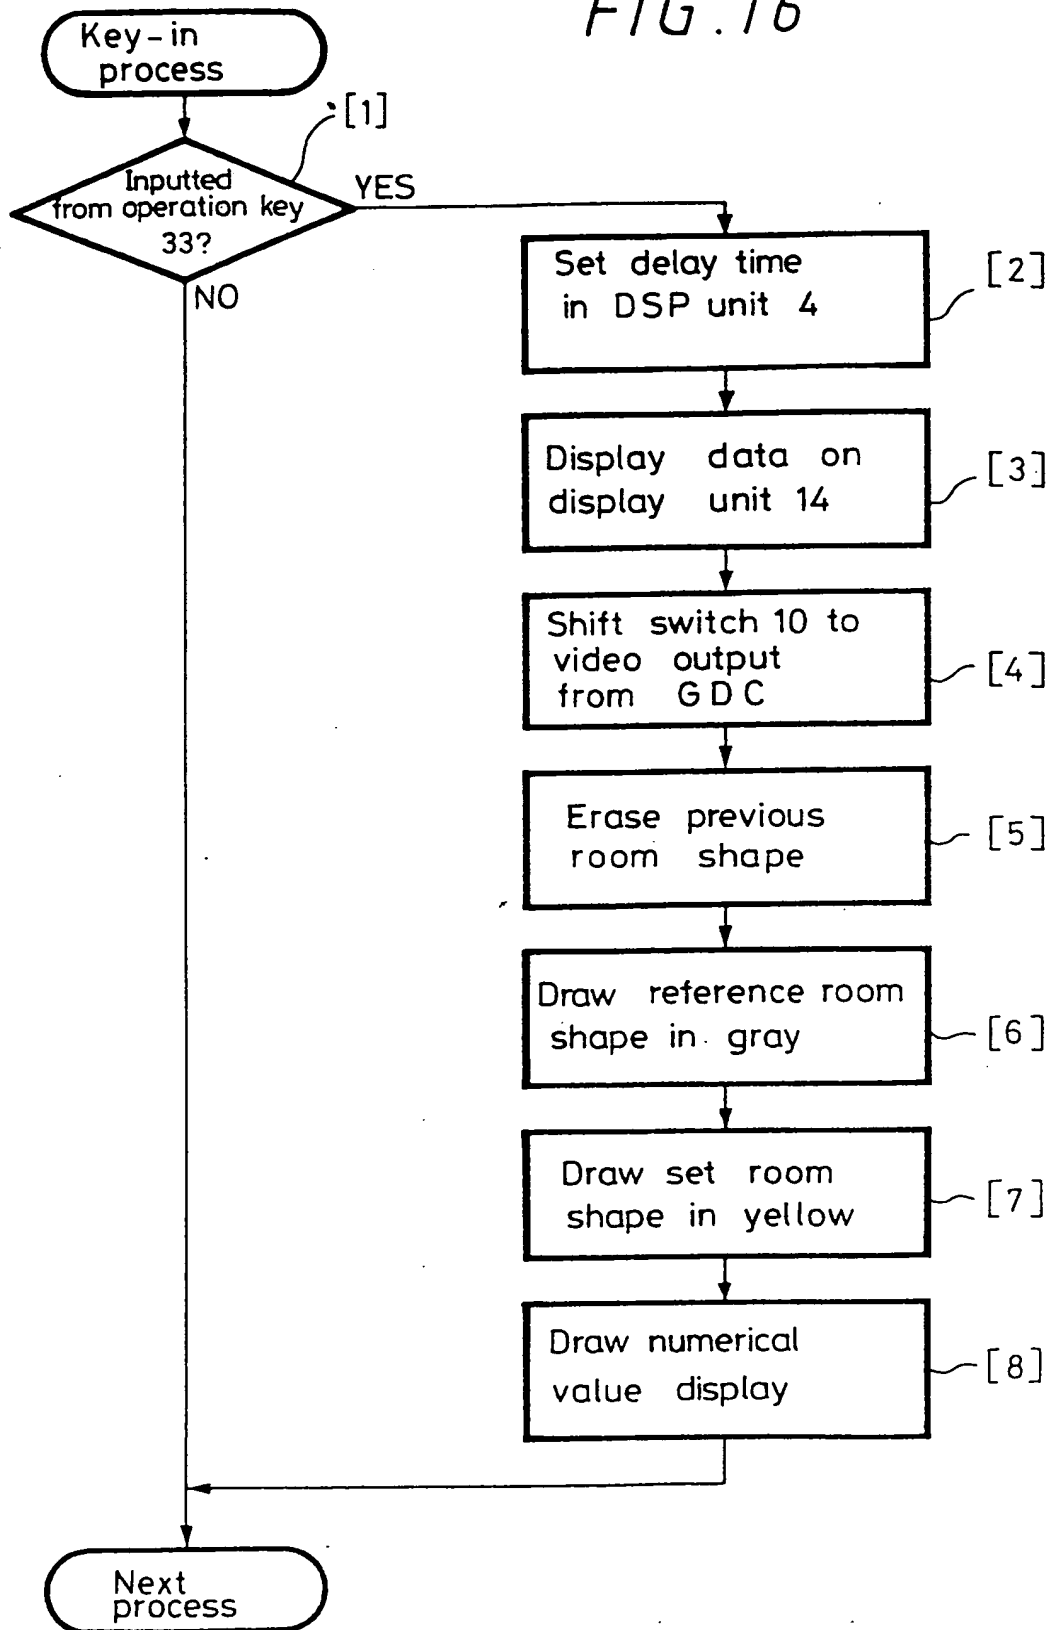 FIG. 16
Key-in
process
[1]
Inputted
from operation key
33?
YES
NO
Set delay time
in DSP unit 4
[2]
Display data on
display unit 14
[3]
Shift switch 10 to
video output
from GDC
[4]
Erase previous
room shape
[5]
Draw reference room
shape in gray
[6]
Draw set room
shape in yellow
[7]
Draw numerical
value display
[8]
Next
process